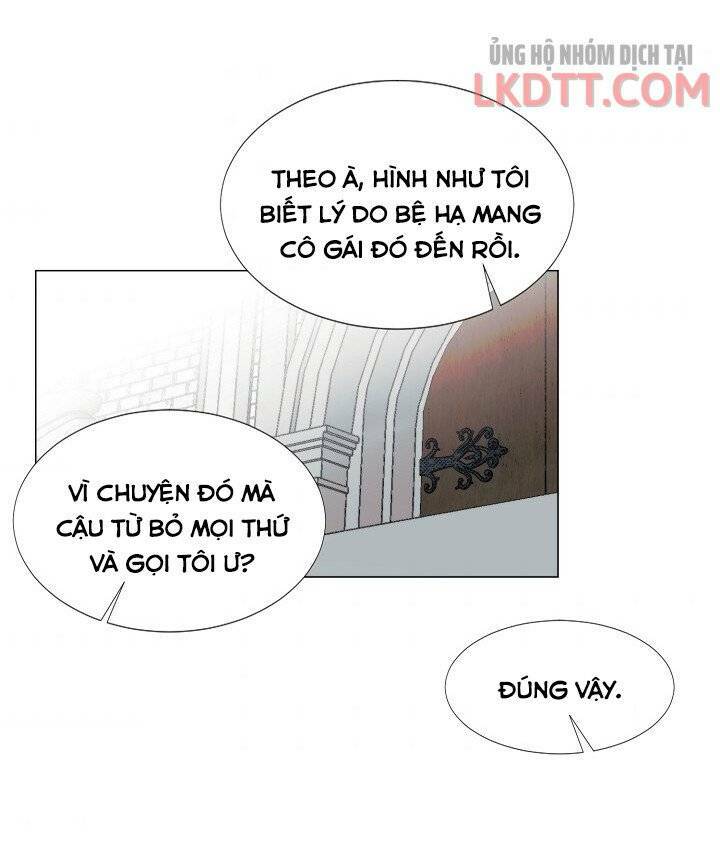 ỦNG HỘ NHÓM DỊCH TẠI
LKDTT.COM
THEO À, HÌNH NHƯ TÔI
BIẾT LÝ DO BỆ HẠ MANG
CÔ GÁI ĐÓ ĐẾN RỒI.
VÌ CHUYỆN ĐÓ MÀ
CẬU TỪ BỎ MỌI THỨ
VÀ GỌI TÔI Ư?
ĐÚNG VẬY.